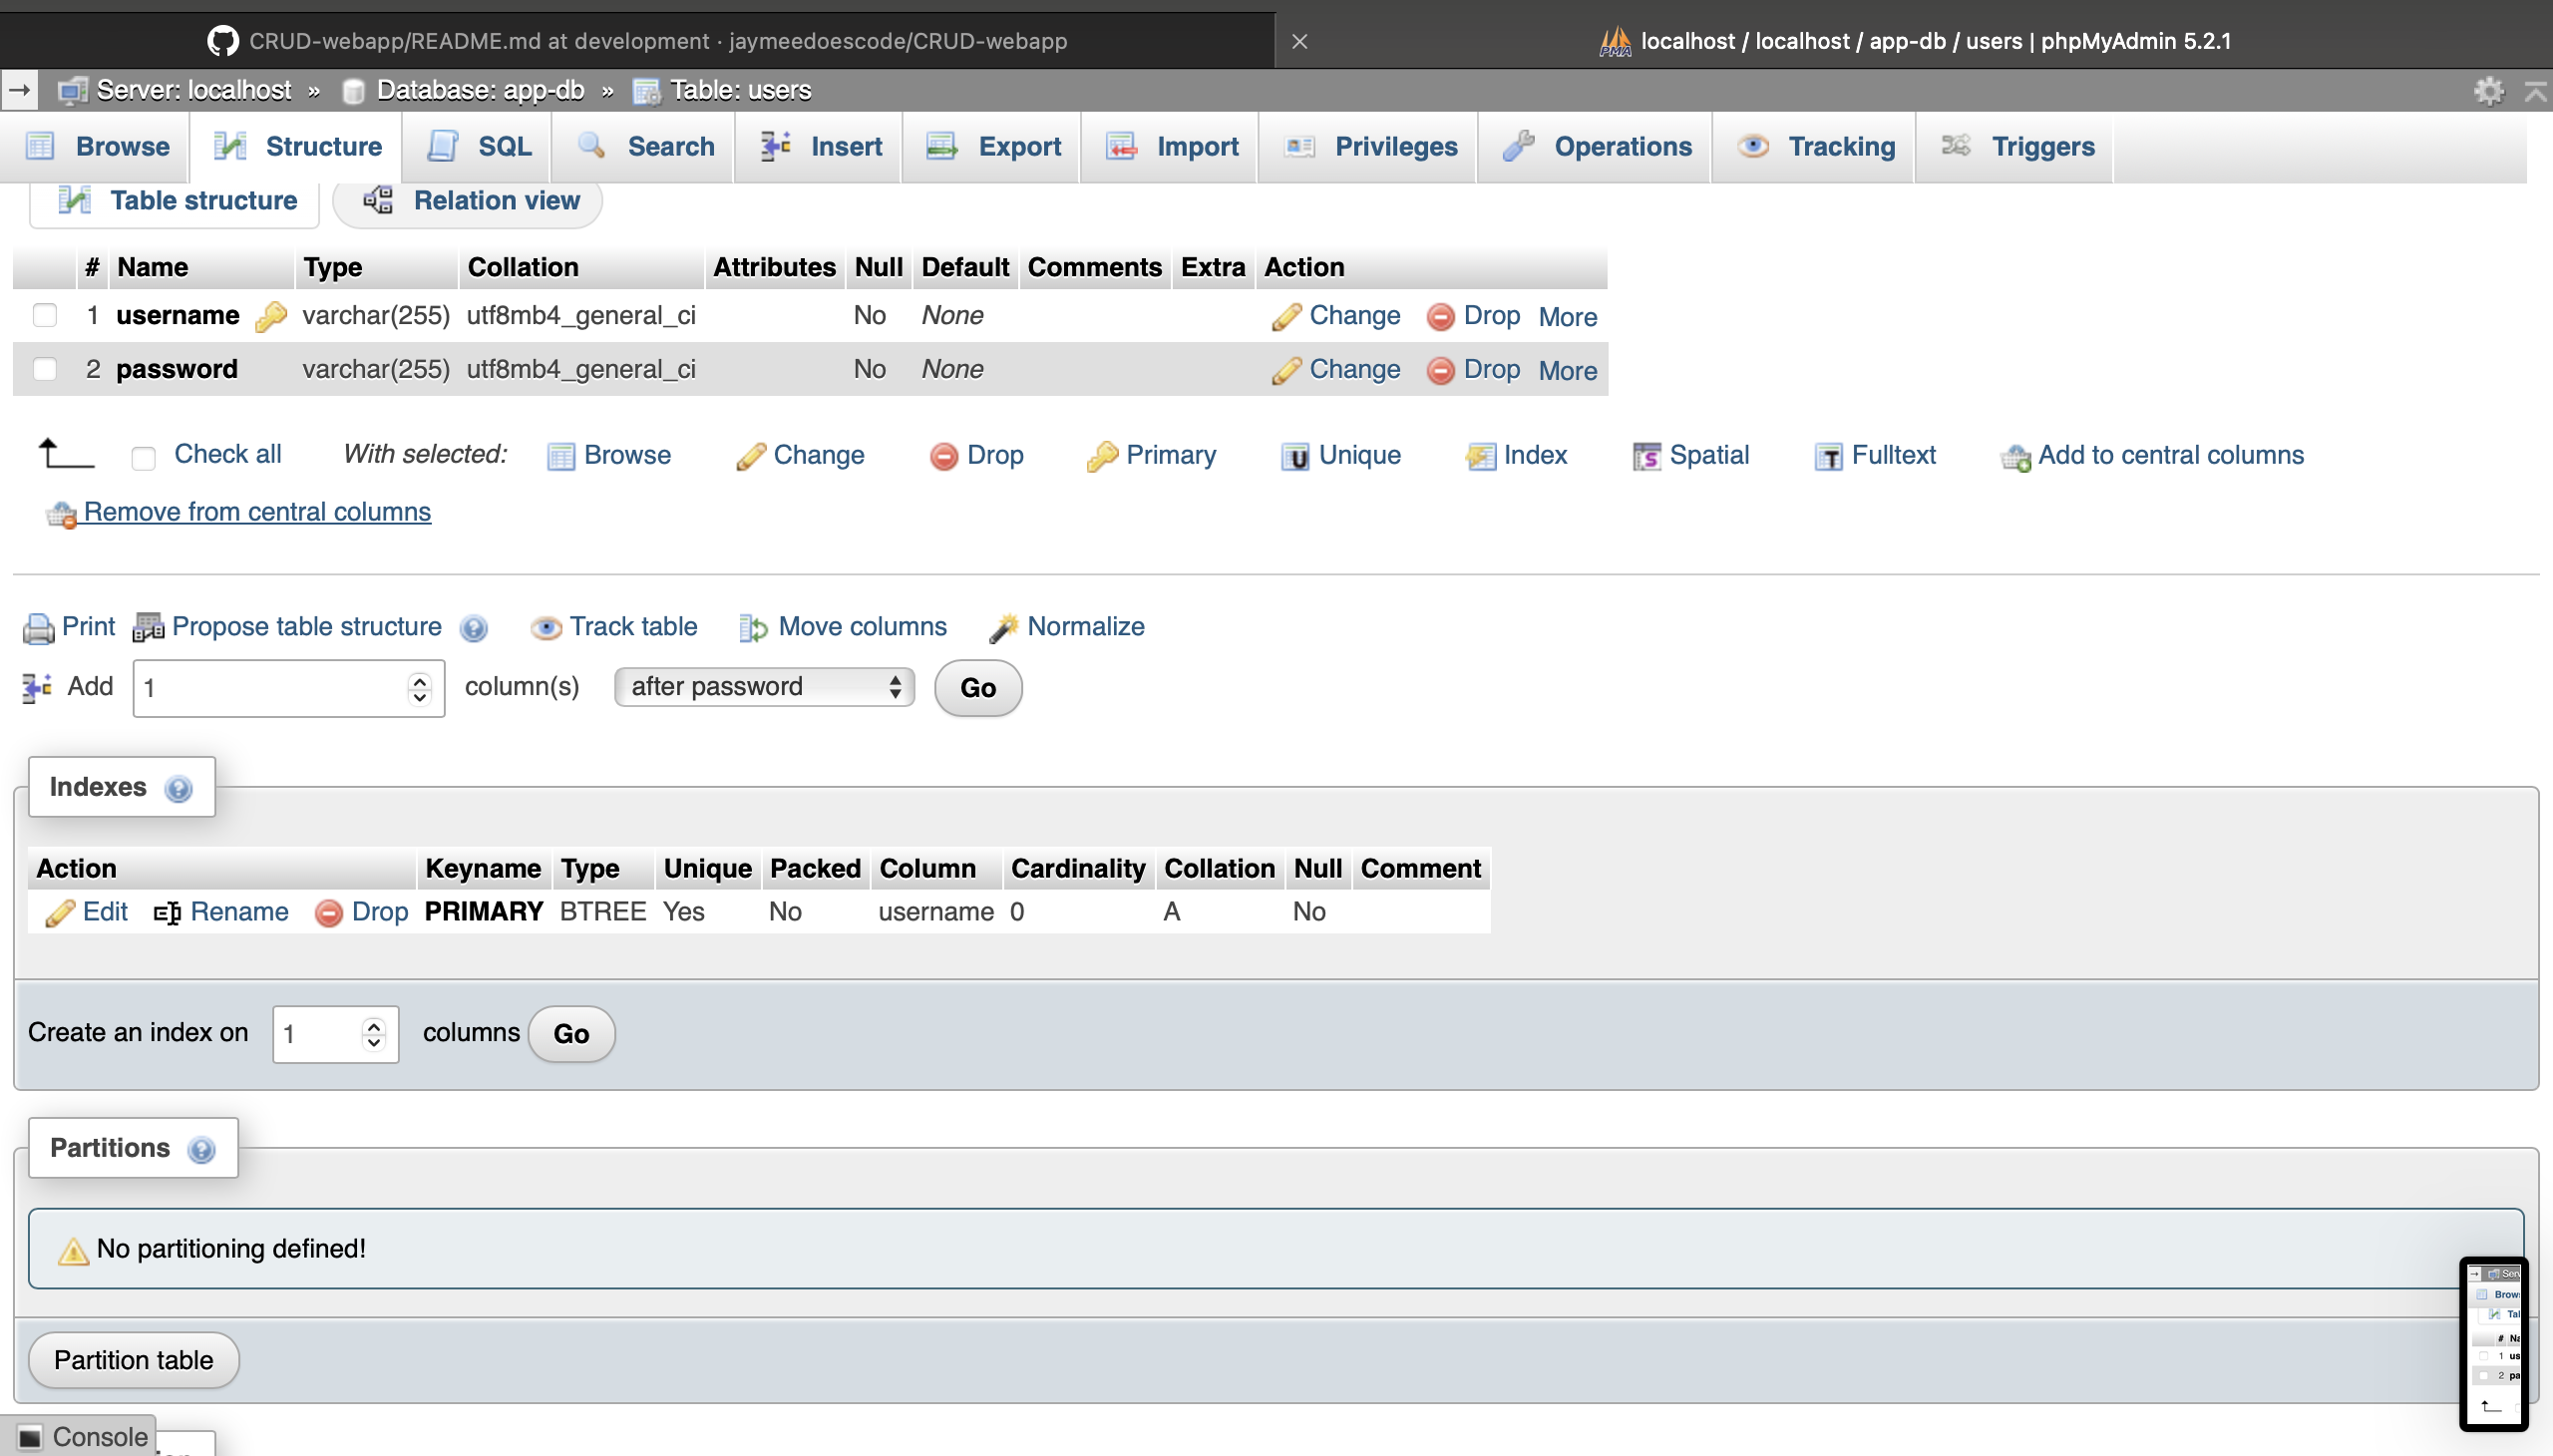 CRUD-webapp/README.md at development · jaymeedoescode/CRUD-webapp
localhost / localhost / app-db / users | phpMyAdmin 5.2.1
Server: localhost » Database: app-db » Table: users
Browse Structure SQL Search Insert Export Import Privileges Operations Tracking Triggers
Table structure Relation view
# Name Type Collation Attributes Null Default Comments Extra Action
1 username varchar(255) utf8mb4_general_ci No None Change Drop More
2 password varchar(255) utf8mb4_general_ci No None Change Drop More
Check all With selected: Browse Change Drop Primary Unique Index Spatial Fulltext Add to central columns
Remove from central columns
Print Propose table structure Track table Move columns Normalize
Add 1 column(s) after password Go
Indexes
Action Keyname Type Unique Packed Column Cardinality Collation Null Comment
Edit Rename Drop PRIMARY BTREE Yes No username 0 A No
Create an index on 1 columns Go
Partitions
No partitioning defined!
Partition table
Console